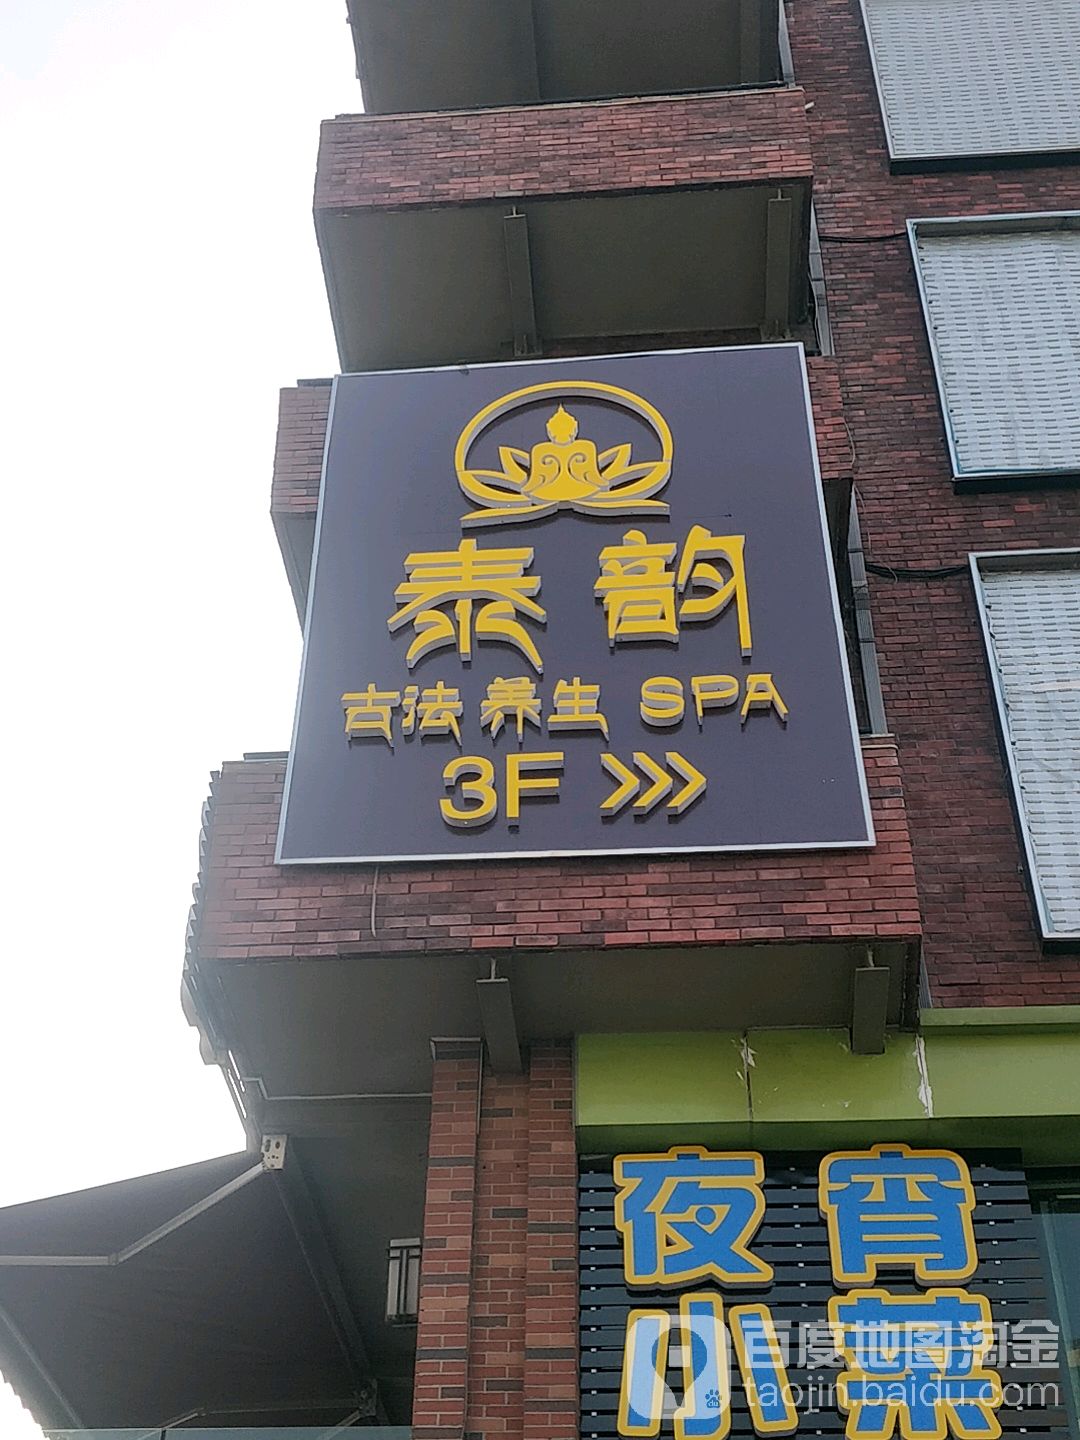 泰韵
古法 养生 SPA
3F >>>>
夜宵
小菜
百度地图淘金
taojin.baidu.com